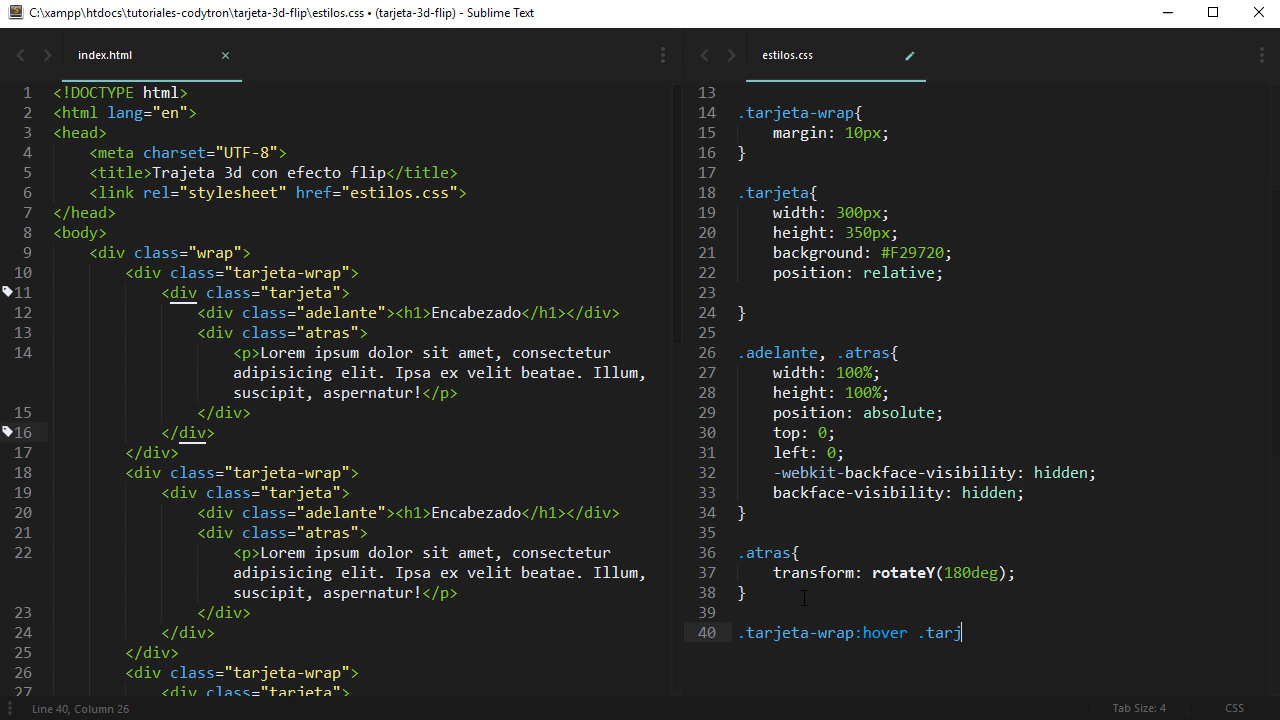 C:\xampp\htdocs\tutoriales-codytron\tarjeta-3d-flip\estilos.css • (tarjeta-3d-flip) - Sublime Text
index.html
1 <!DOCTYPE html>
2 <html lang="en">
3 <head>
4 <meta charset="UTF-8">
5 <title>Trajeta 3d con efecto flip</title>
6 <link rel="stylesheet" href="estilos.css">
7 </head>
8 <body>
9 <div class="wrap">
10 <div class="tarjeta-wrap">
11 <div class="tarjeta">
12 <div class="adelante"><h1>Encabezado</h1></div>
13 <div class="atras">
14 <p>Lorem ipsum dolor sit amet, consectetur
adipisicing elit. Ipsa ex velit beatae. Illum,
suscipit, aspernatur!</p>
15 </div>
16 </div>
17 </div>
18 <div class="tarjeta-wrap">
19 <div class="tarjeta">
20 <div class="adelante"><h1>Encabezado</h1></div>
21 <div class="atras">
22 <p>Lorem ipsum dolor sit amet, consectetur
adipisicing elit. Ipsa ex velit beatae. Illum,
suscipit, aspernatur!</p>
23 </div>
24 </div>
25 </div>
26 <div class="tarjeta-wrap">
27 <div class="tarjeta">
estilos.css
13
14 .tarjeta-wrap{
15 margin: 10px;
16 }
17
18 .tarjeta{
19 width: 300px;
20 height: 350px;
21 background: #F29720;
22 position: relative;
23
24 }
25
26 .adelante, .atras{
27 width: 100%;
28 height: 100%;
29 position: absolute;
30 top: 0;
31 left: 0;
32 -webkit-backface-visibility: hidden;
33 backface-visibility: hidden;
34 }
35
36 .atras{
37 transform: rotateY(180deg);
38 }
39
40 .tarjeta-wrap:hover .tarj
Line 40, Column 26
Tab Size: 4
CSS